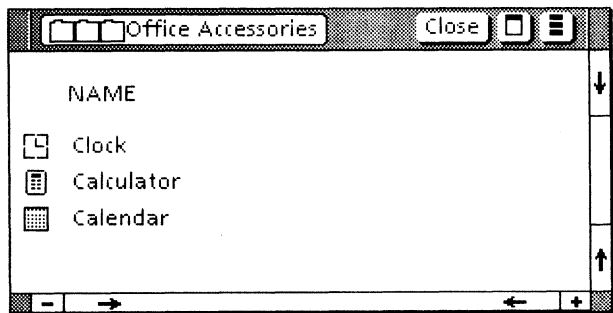 Office Accessories Close
NAME
Clock
Calculator
Calendar